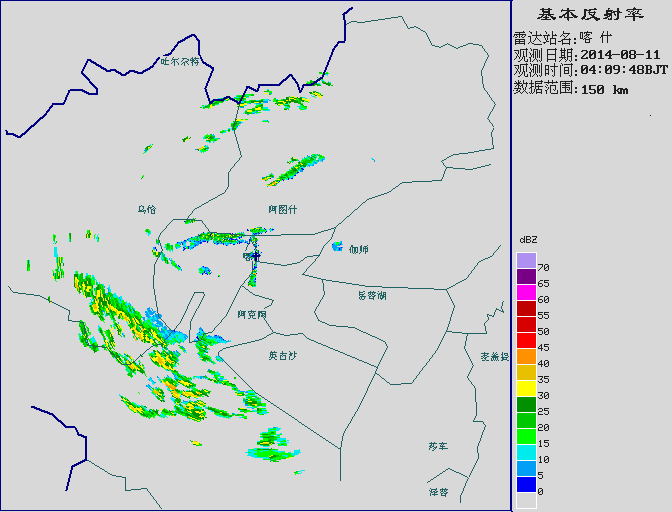 基本反射率
雷达站名:喀 什
观测日期:2014-08-11
观测时间:04:09:48BJT
数据范围:150 km
吐尔尕特
乌恰
阿图什
伽师
岳普湖
阿克陶
英吉沙
麦盖提
莎车
泽普
dBZ
70
65
60
55
50
45
40
35
30
25
20
15
10
5
0